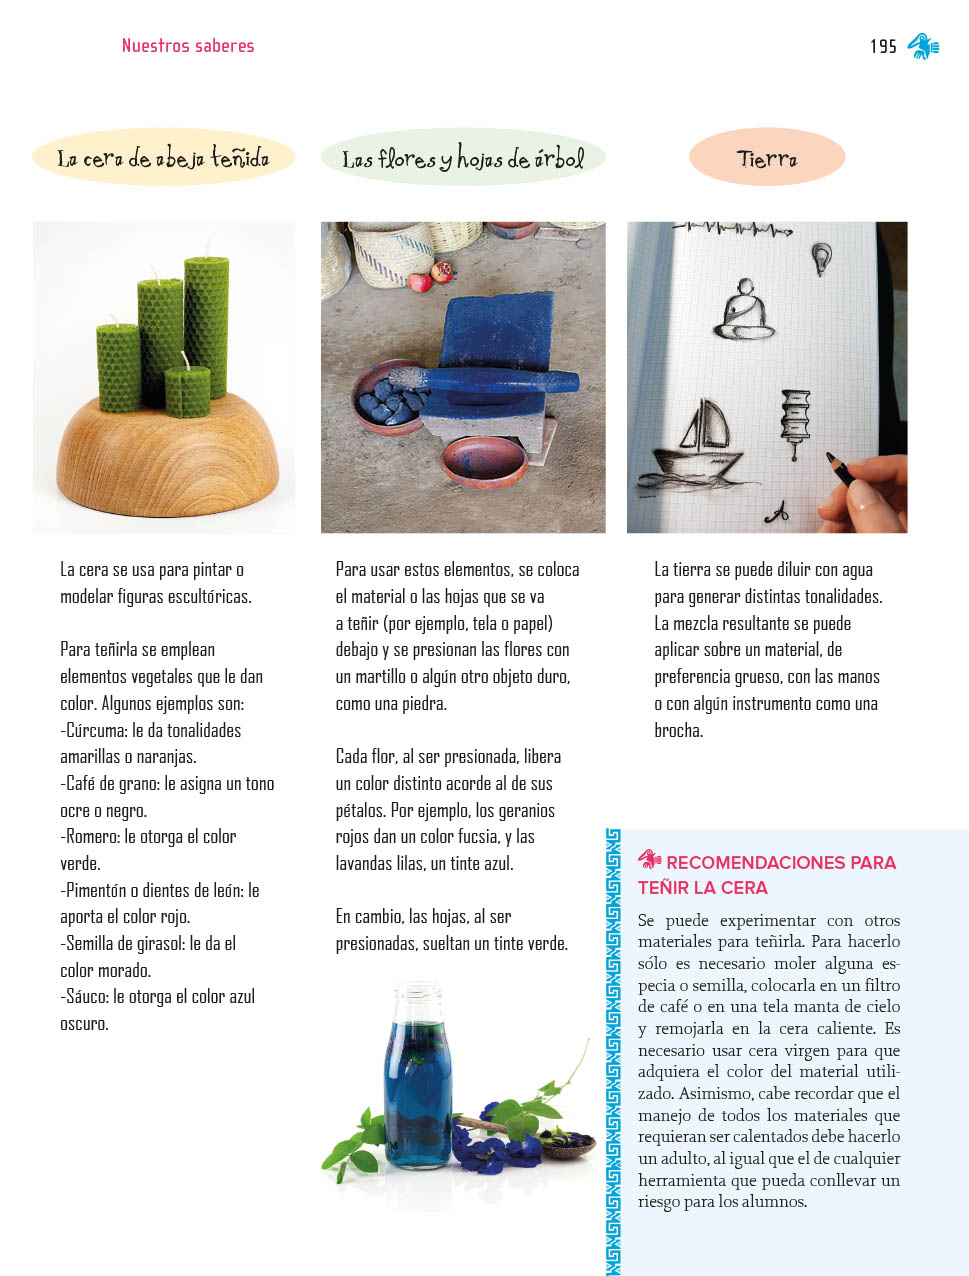 Nuestros saberes
195
La cera de abeja teñida
Las flores y hojas de árbol
Tierra
La cera se usa para pintar o
modelar figuras escultóricas.
Para teñirla se emplean
elementos vegetales que le dan
color. Algunos ejemplos son:
-Cúrcuma: le da tonalidades
amarillas o naranjas.
-Café de grano: le asigna un tono
ocre o negro.
-Romero: le otorga el color
verde.
-Pimentón o dientes de león: le
aporta el color rojo.
-Semilla de girasol: le da el
color morado.
-Sáuco: le otorga el color azul
oscuro.
Para usar estos elementos, se coloca
el material o las hojas que se va
a teñir (por ejemplo, tela o papel)
debajo y se presionan las flores con
un martillo o algún otro objeto duro,
como una piedra.
Cada flor, al ser presionada, libera
un color distinto acorde al de sus
pétalos. Por ejemplo, los geranios
rojos dan un color fucsia, y las
lavandas lilas, un tinte azul.
En cambio, las hojas, al ser
presionadas, sueltan un tinte verde.
La tierra se puede diluir con agua
para generar distintas tonalidades.
La mezcla resultante se puede
aplicar sobre un material, de
preferencia grueso, con las manos
o con algún instrumento como una
brocha.
RECOMENDACIONES PARA
TEÑIR LA CERA
Se puede experimentar con otros
materiales para teñirla. Para hacerlo
sólo es necesario moler alguna es-
pecia o semilla, colocarla en un filtro
de café o en una tela manta de cielo
y remojarla en la cera caliente. Es
necesario usar cera virgen para que
adquiera el color del material utili-
zado. Asimismo, cabe recordar que el
manejo de todos los materiales que
requieran ser calentados debe hacerlo
un adulto, al igual que el de cualquier
herramienta que pueda conllevar un
riesgo para los alumnos.